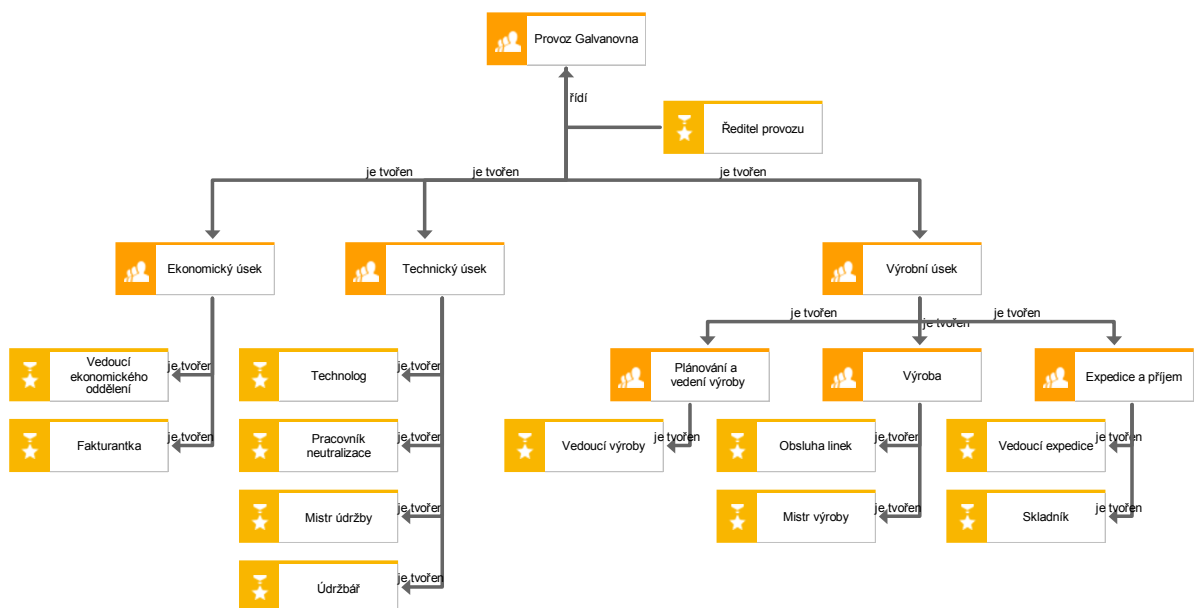 Provoz Galvanovna
řídí
Ředitel provozu
je tvořen
je tvořen
je tvořen
Ekonomický úsek
Technický úsek
Výrobní úsek
je tvořen
je tvořen
je tvořen
Vedoucí
ekonomického
oddělení
je tvořen
Technolog
je tvořen
Plánování a
vedení výroby
Výroba
Expedice a příjem
Fakturantka
je tvořen
Pracovník
neutralizace
je tvořen
Vedoucí výroby
je tvořen
Obsluha linek
je tvořen
Vedoucí expedice
je tvořen
Mistr údržby
je tvořen
Mistr výroby
je tvořen
Skladník
je tvořen
Údržbář
je tvořen